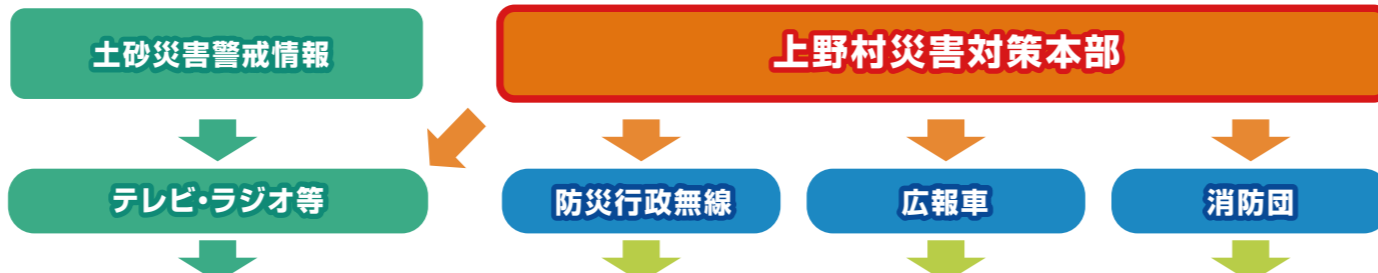 土砂災害警戒情報
上野村災害対策本部
テレビ・ラジオ等
防災行政無線
広報車
消防団